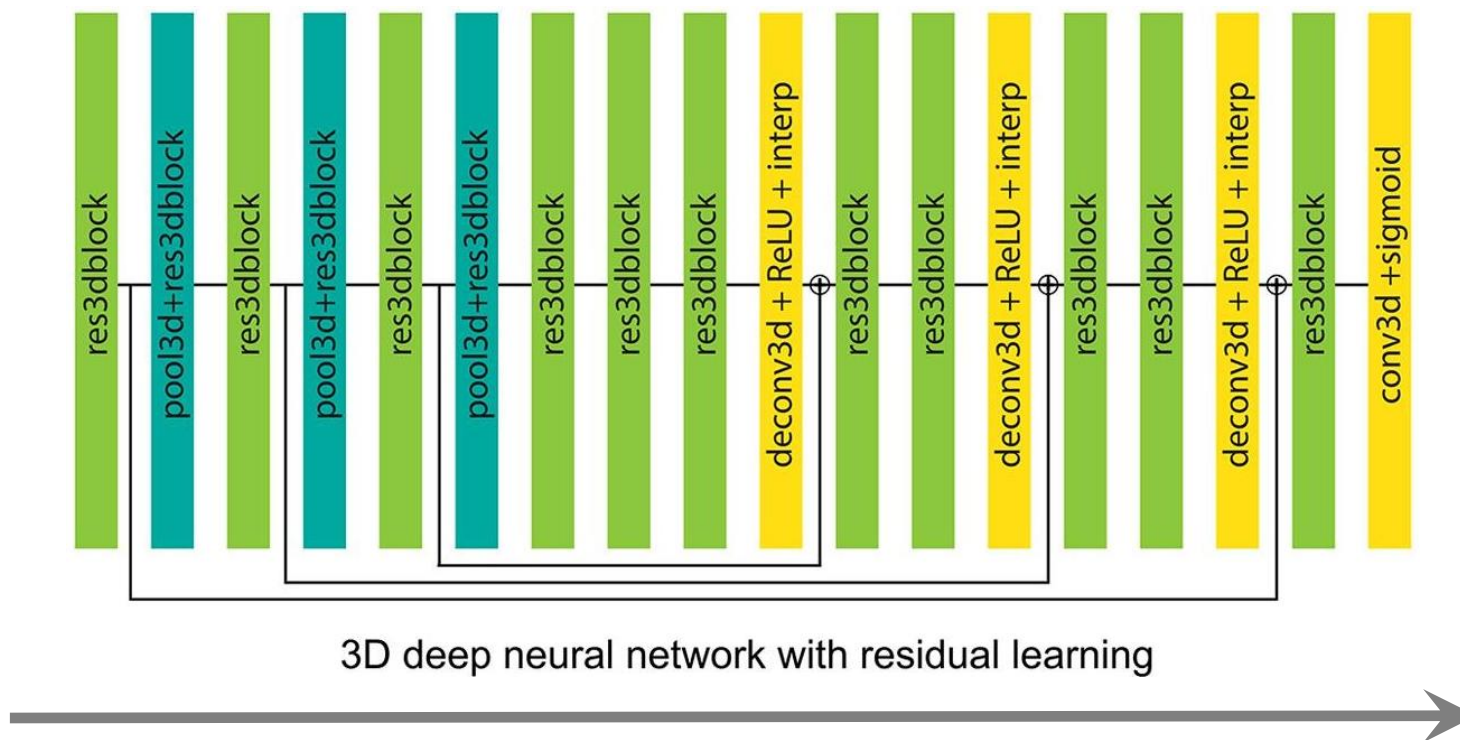 res3dblock
pool3d+res3dblock
res3dblock
pool3d+res3dblock
res3dblock
pool3d+res3dblock
res3dblock
res3dblock
res3dblock
deconv3d + ReLU + interp
res3dblock
res3dblock
deconv3d + ReLU + interp
res3dblock
res3dblock
deconv3d + ReLU + interp
res3dblock
conv3d +sigmoid
3D deep neural network with residual learning